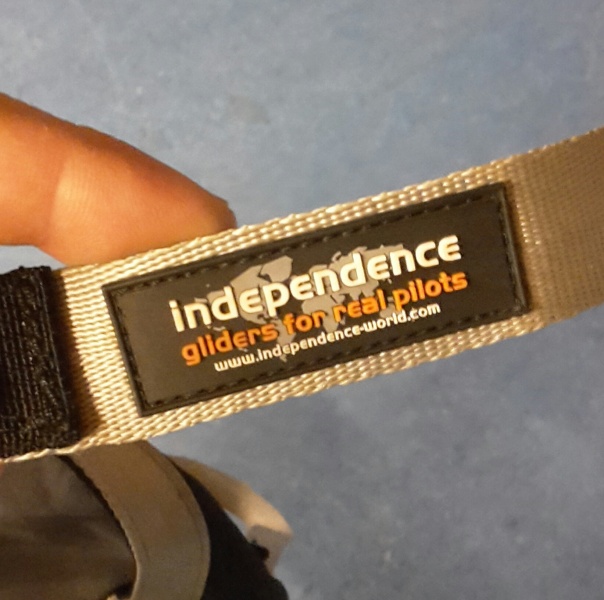 independence
gliders for real pilots
www.independence-world.com